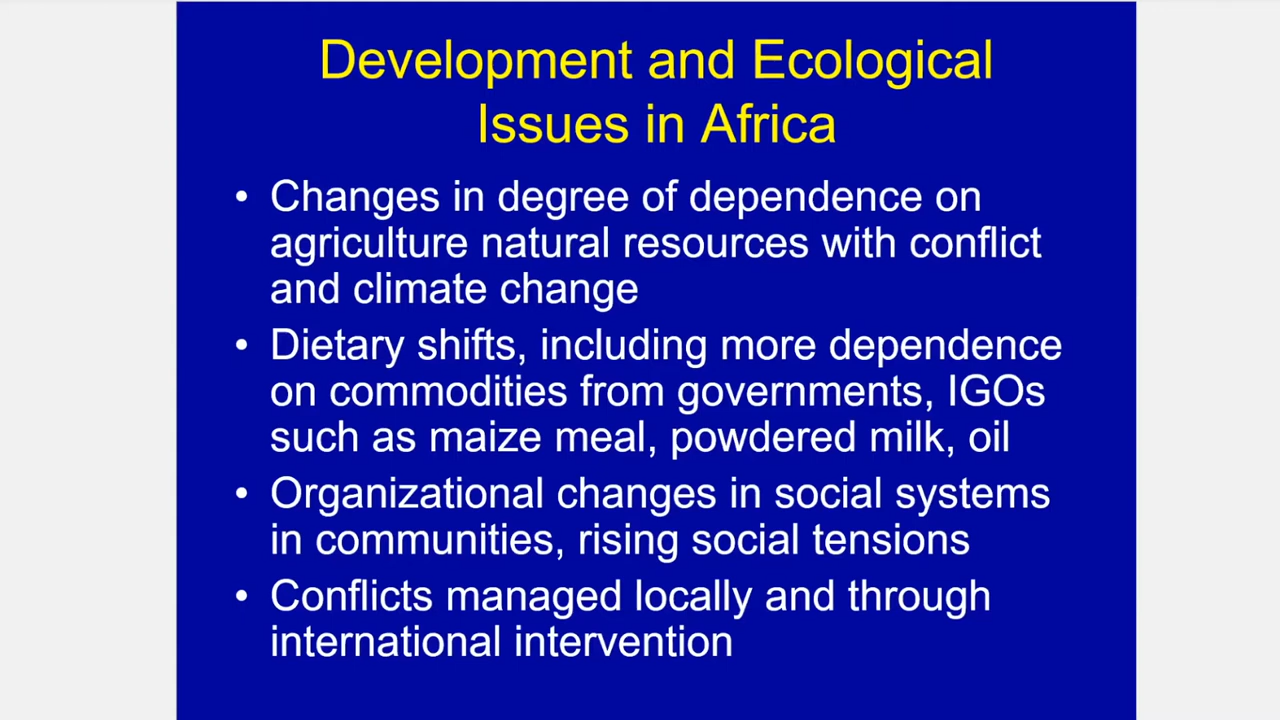 Development and Ecological
Issues in Africa
• Changes in degree of dependence on
agriculture natural resources with conflict
and climate change
• Dietary shifts, including more dependence
on commodities from governments, IGOs
such as maize meal, powdered milk, oil
• Organizational changes in social systems
in communities, rising social tensions
• Conflicts managed locally and through
international intervention